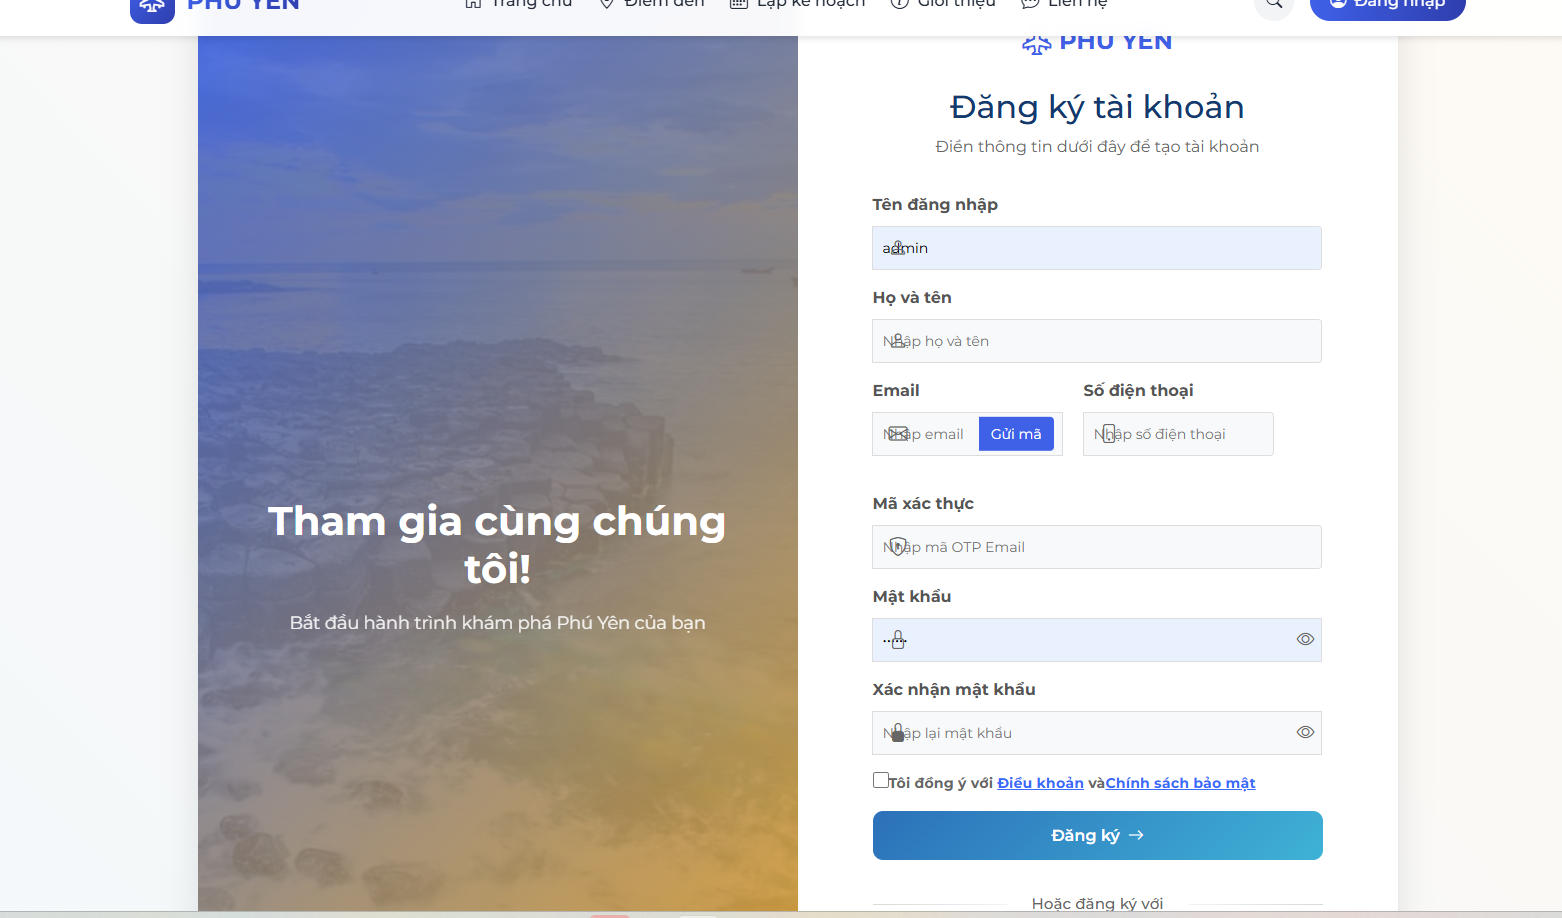 PHÚ YÊN
Trang chủ
Điểm đến
Lập kế hoạch
Giới thiệu
Liên hệ
Đăng nhập
PHÚ YÊN
Đăng ký tài khoản
Điền thông tin dưới đây để tạo tài khoản
Tên đăng nhập
admin
Họ và tên
Nhập họ và tên
Email
Số điện thoại
Nhập email
Gửi mã
Nhập số điện thoại
Mã xác thực
Nhập mã OTP Email
Mật khẩu
••••••
Xác nhận mật khẩu
Nhập lại mật khẩu
Tôi đồng ý với Điều khoản vàChính sách bảo mật
Đăng ký →
Hoặc đăng ký với
Tham gia cùng chúng
tôi!
Bắt đầu hành trình khám phá Phú Yên của bạn